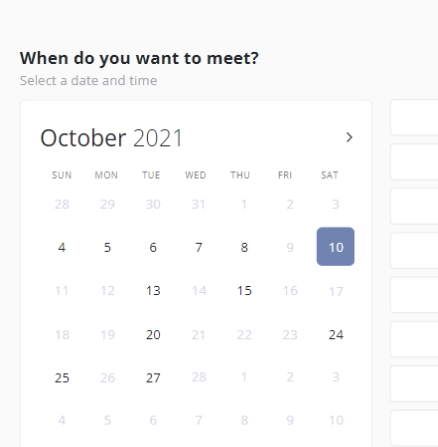 When do you want to meet?
Select a date and time
October 2021
SUN MON TUE WED THU FRI SAT
28 29 30 31 1 2 3
4 5 6 7 8 9 10
11 12 13 14 15 16 17
18 19 20 21 22 23 24
25 26 27 28 1 2 3
4 5 6 7 8 9 10